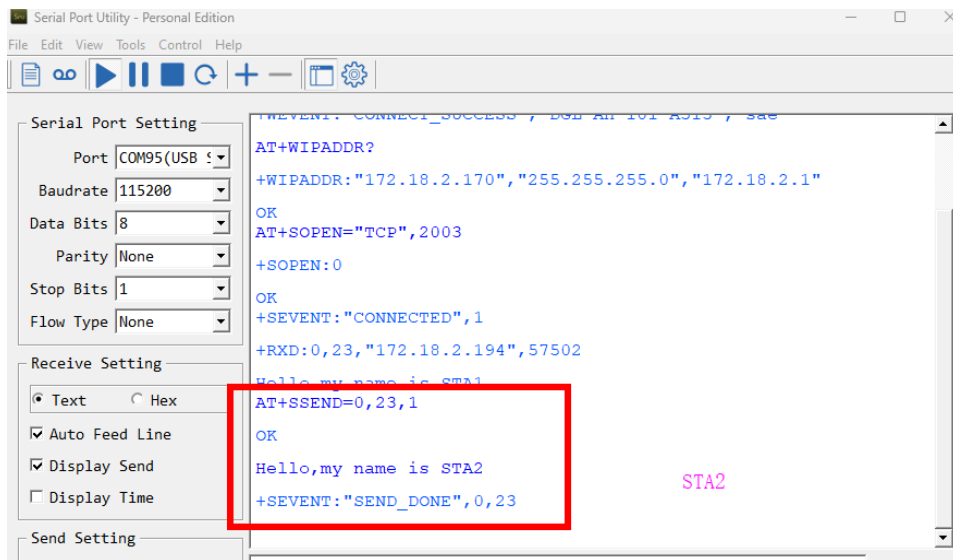 Serial Port Utility - Personal Edition
File Edit View Tools Control Help
Serial Port Setting
Port COM95(USB S
Baudrate 115200
Data Bits 8
Parity None
Stop Bits 1
Flow Type None
Receive Setting
Text Hex
Auto Feed Line
Display Send
Display Time
Send Setting
AT+WIPADDR?
+WIPADDR:"172.18.2.170","255.255.255.0","172.18.2.1"
OK
AT+SOPEN="TCP",2003
+SOPEN:0
OK
+SEVENT:"CONNECTED",1
+RXD:0,23,"172.18.2.194",57502
Hello,my name is STA1
AT+SSEND=0,23,1
OK
Hello,my name is STA2
+SEVENT:"SEND_DONE",0,23
STA2